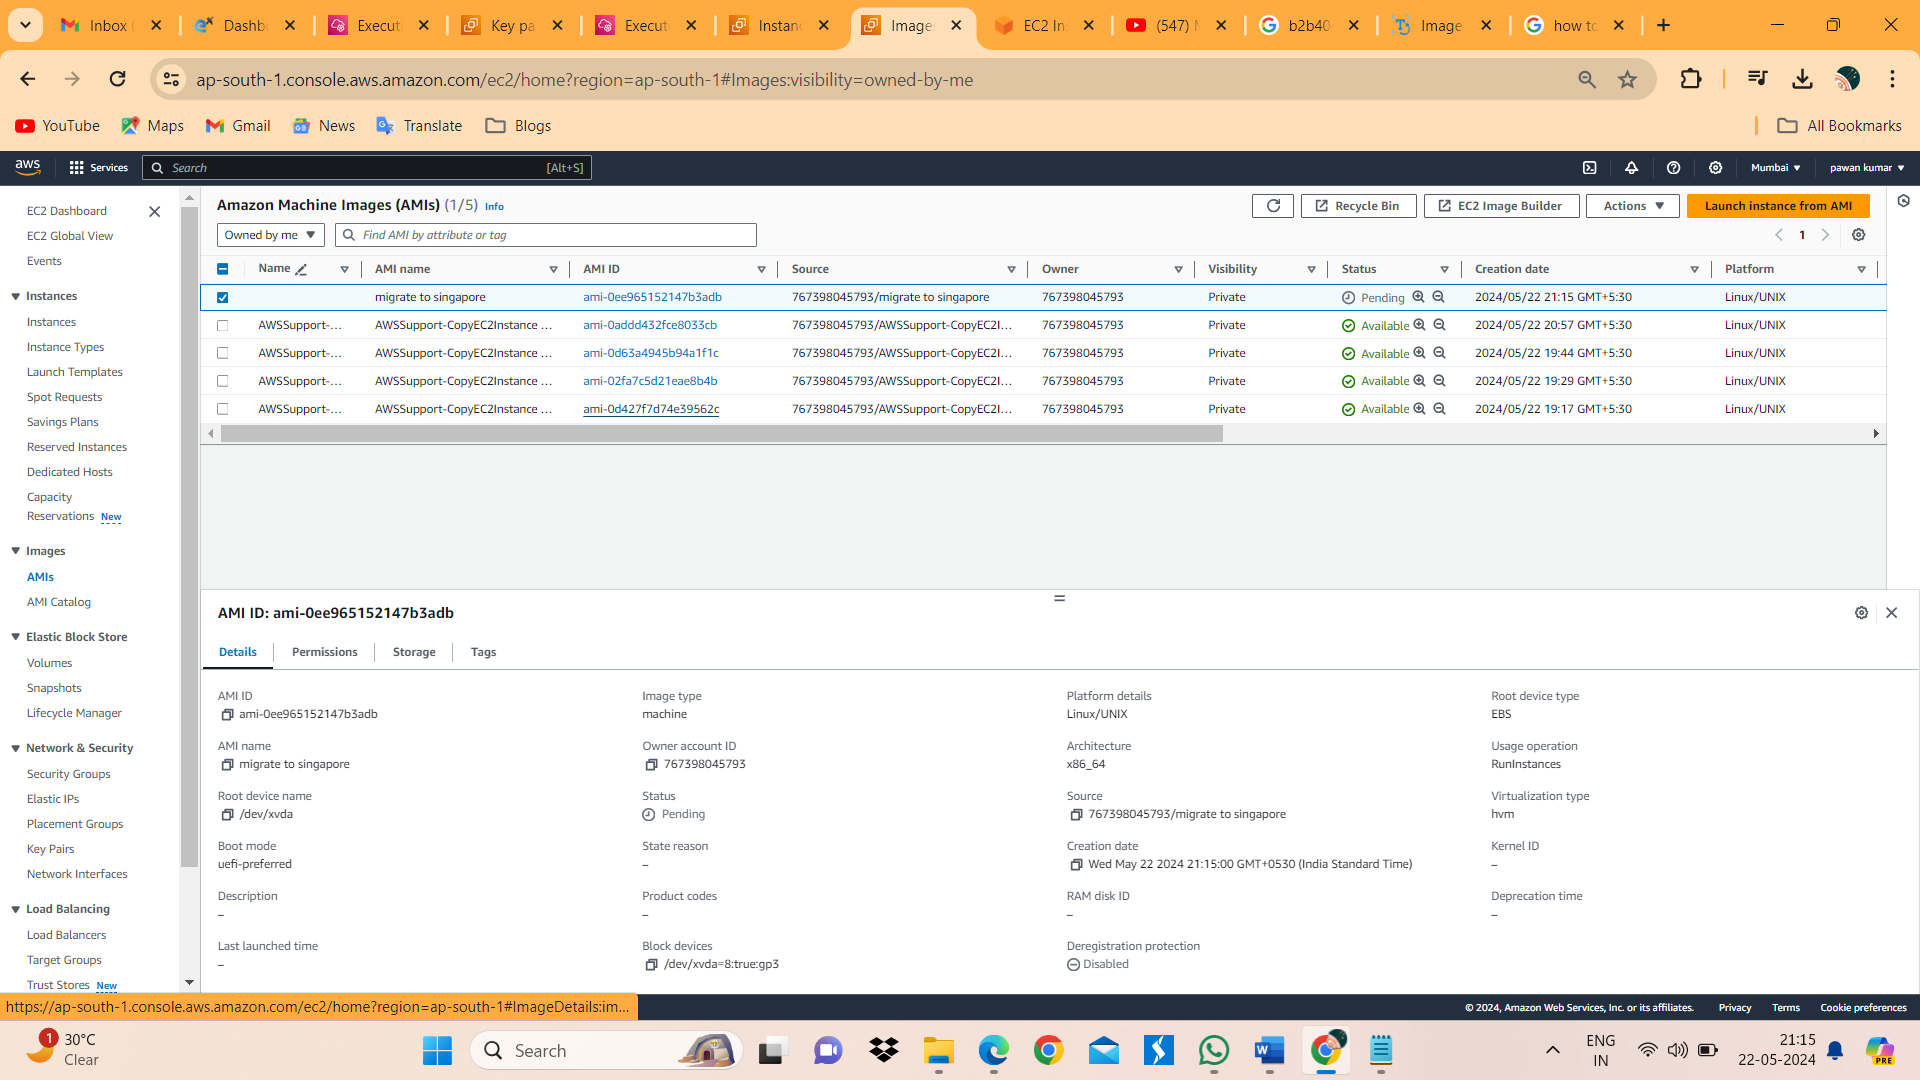 Inbox
Dashb
Executi
Key pa
Execut
Instanc
Images
EC2 In
(547)
b2b40
Image
how to
ap-south-1.console.aws.amazon.com/ec2/home?region=ap-south-1#Images:visibility=owned-by-me
YouTube Maps Gmail News Translate Blogs All Bookmarks
aws Services Search [Alt+S] Mumbai pawan kumar
EC2 Dashboard
EC2 Global View
Events
Instances
Instances
Instance Types
Launch Templates
Spot Requests
Savings Plans
Reserved Instances
Dedicated Hosts
Capacity
Reservations New
Images
AMIs
AMI Catalog
Elastic Block Store
Volumes
Snapshots
Lifecycle Manager
Network & Security
Security Groups
Elastic IPs
Placement Groups
Key Pairs
Network Interfaces
Load Balancing
Load Balancers
Target Groups
Trust Stores New
Amazon Machine Images (AMIs) (1/5) Info Recycle Bin EC2 Image Builder Actions Launch instance from AMI
Owned by me Find AMI by attribute or tag 1
Name AMI name AMI ID Source Owner Visibility Status Creation date Platform
migrate to singapore ami-0ee965152147b3adb 767398045793/migrate to singapore 767398045793 Private Pending 2024/05/22 21:15 GMT+5:30 Linux/UNIX
AWSSupport-... AWSSupport-CopyEC2Instance ... ami-0addd432fce8033cb 767398045793/AWSSupport-CopyEC2I... 767398045793 Private Available 2024/05/22 20:57 GMT+5:30 Linux/UNIX
AWSSupport-... AWSSupport-CopyEC2Instance ... ami-0d63a4945b94a1f1c 767398045793/AWSSupport-CopyEC2I... 767398045793 Private Available 2024/05/22 19:44 GMT+5:30 Linux/UNIX
AWSSupport-... AWSSupport-CopyEC2Instance ... ami-02fa7c5d21eae8b4b 767398045793/AWSSupport-CopyEC2I... 767398045793 Private Available 2024/05/22 19:29 GMT+5:30 Linux/UNIX
AWSSupport-... AWSSupport-CopyEC2Instance ... ami-0d427f7d74e39562c 767398045793/AWSSupport-CopyEC2I... 767398045793 Private Available 2024/05/22 19:17 GMT+5:30 Linux/UNIX
AMI ID: ami-0ee965152147b3adb
Details Permissions Storage Tags
AMI ID Image type Platform details Root device type
ami-0ee965152147b3adb machine Linux/UNIX EBS
AMI name Owner account ID Architecture Usage operation
migrate to singapore 767398045793 x86_64 RunInstances
Root device name Status Source Virtualization type
/dev/xvda Pending 767398045793/migrate to singapore hvm
Boot mode State reason Creation date Kernel ID
uefi-preferred – Wed May 22 2024 21:15:00 GMT+0530 (India Standard Time) –
Description Product codes RAM disk ID Deprecation time
– – – –
Last launched time Block devices Deregistration protection
– /dev/xvda=8:true:gp3 Disabled
https://ap-south-1.console.aws.amazon.com/ec2/home?region=ap-south-1#ImageDetails:im...
© 2024, Amazon Web Services, Inc. or its affiliates. Privacy Terms Cookie preferences
1 30°C
Clear
Search
PRE
ENG
IN
21:15
22-05-2024